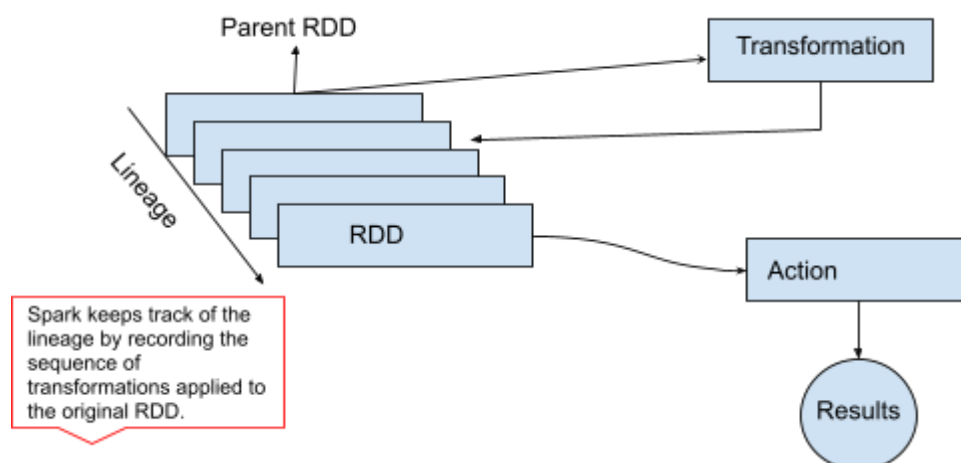 Parent RDD
Transformation
Lineage
RDD
Action
Spark keeps track of the
lineage by recording the
sequence of
transformations applied to
the original RDD.
Results